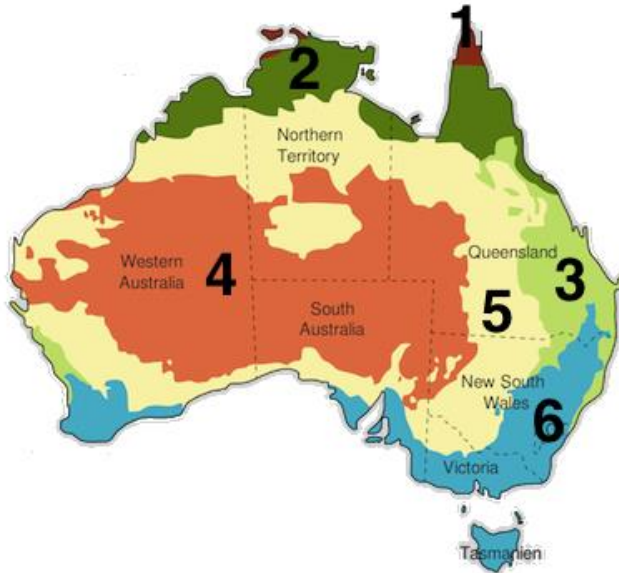 1
2
Northern
Territory
Queensland
3
Western
Australia
4
5
South
Australia
New South
Wales
6
Victoria
Tasmanien